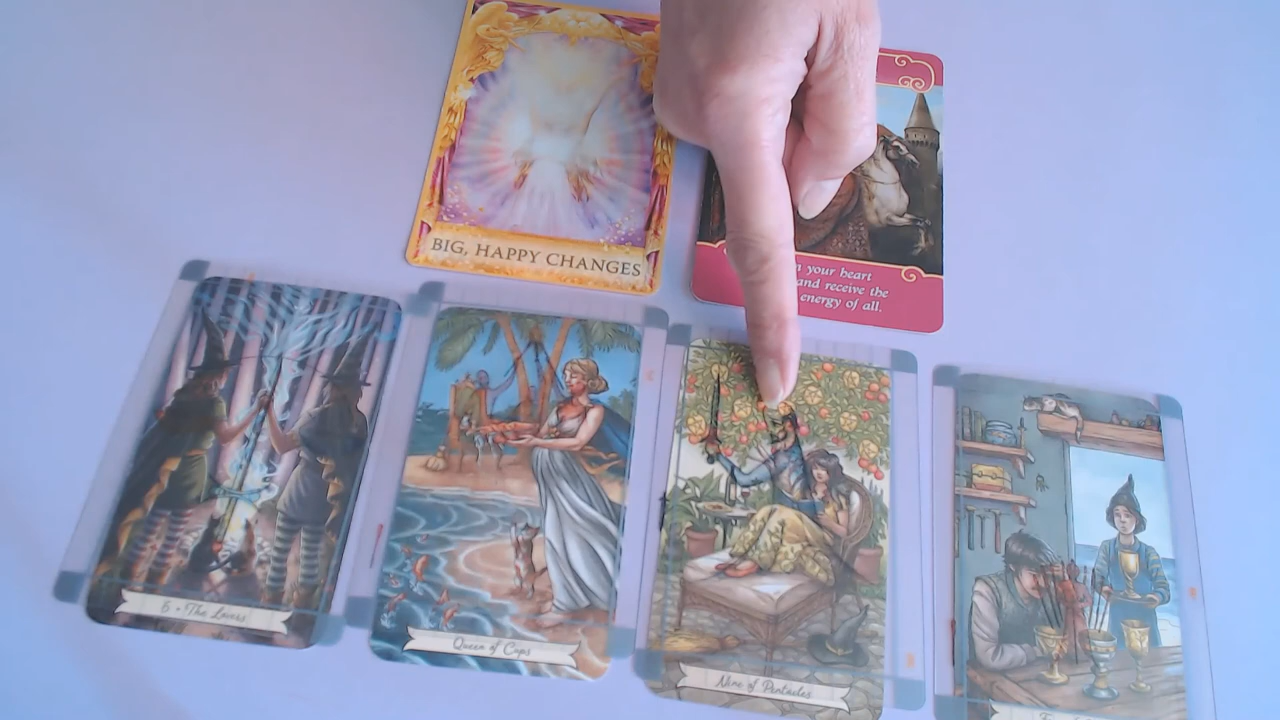 BIG, HAPPY CHANGES
your heart
and receive the
energy of all.
6 • The Lovers
Queen of Cups
Nine of Pentacles